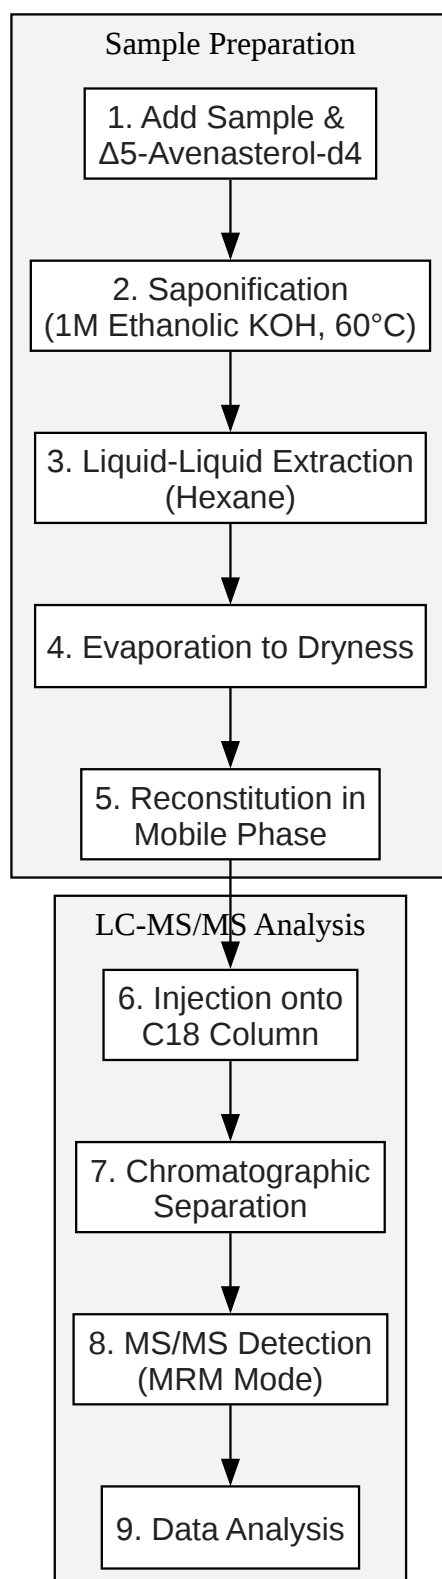 Sample Preparation
1. Add Sample &
Δ5-Avenasterol-d4
2. Saponification
(1M Ethanolic KOH, 60°C)
3. Liquid-Liquid Extraction
(Hexane)
4. Evaporation to Dryness
5. Reconstitution in
Mobile Phase
LC-MS/MS Analysis
6. Injection onto
C18 Column
7. Chromatographic
Separation
8. MS/MS Detection
(MRM Mode)
9. Data Analysis